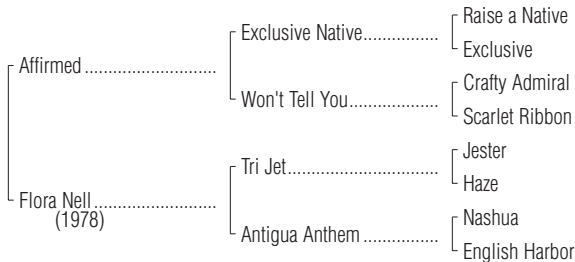 Raise a Native
Exclusive Native.................
Exclusive
Affirmed ............................
Crafty Admiral
Won't Tell You....................
Scarlet Ribbon
Jester
Tri Jet.................................
Haze
Flora Nell..........................
(1978)
Nashua
Antigua Anthem ................
English Harbor